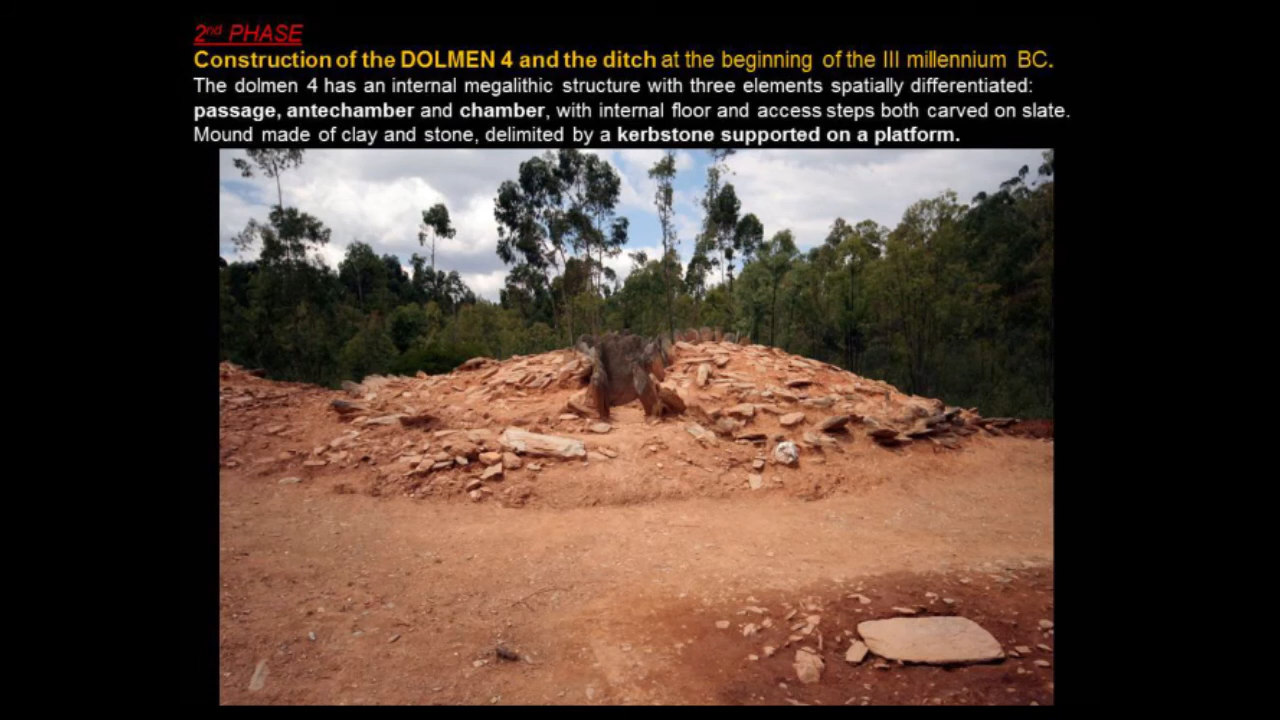 2nd PHASE
Construction of the DOLMEN 4 and the ditch at the beginning of the III millennium BC.
The dolmen 4 has an internal megalithic structure with three elements spatially differentiated:
passage, antechamber and chamber, with internal floor and access steps both carved on slate.
Mound made of clay and stone, delimited by a kerbstone supported on a platform.